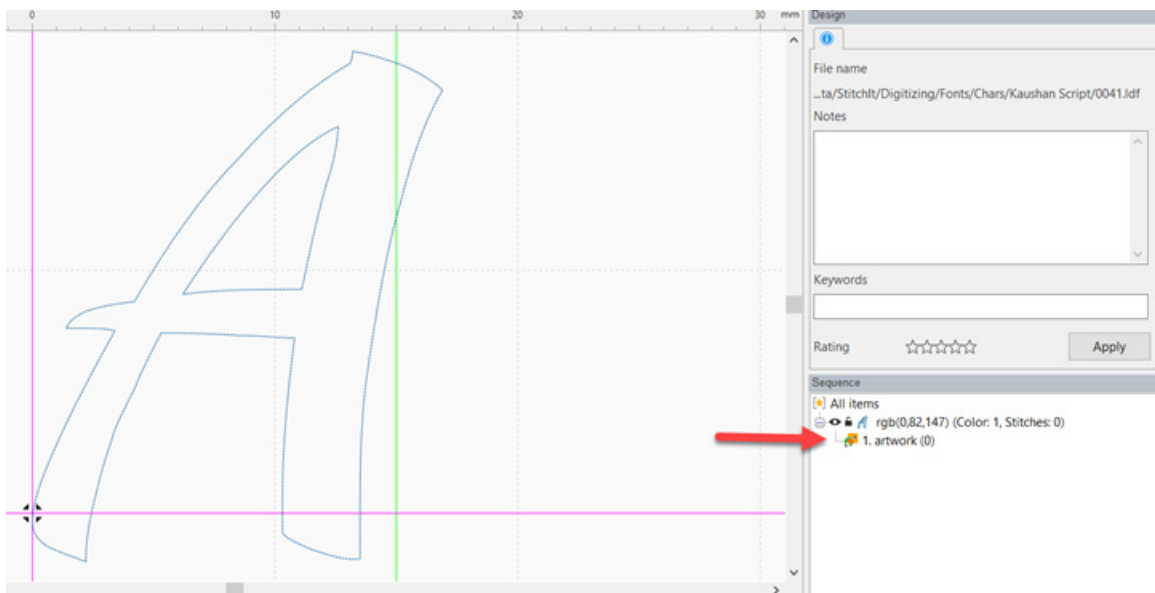 0 10 20 30 mm
Design
File name
...ta/StitchIt/Digitizing/Fonts/Chars/Kaushan Script/0041.ldf
Notes
Keywords
Rating ☆☆☆☆☆ Apply
Sequence
All items
rgb(0,82,147) (Color: 1, Stitches: 0)
1. artwork (0)